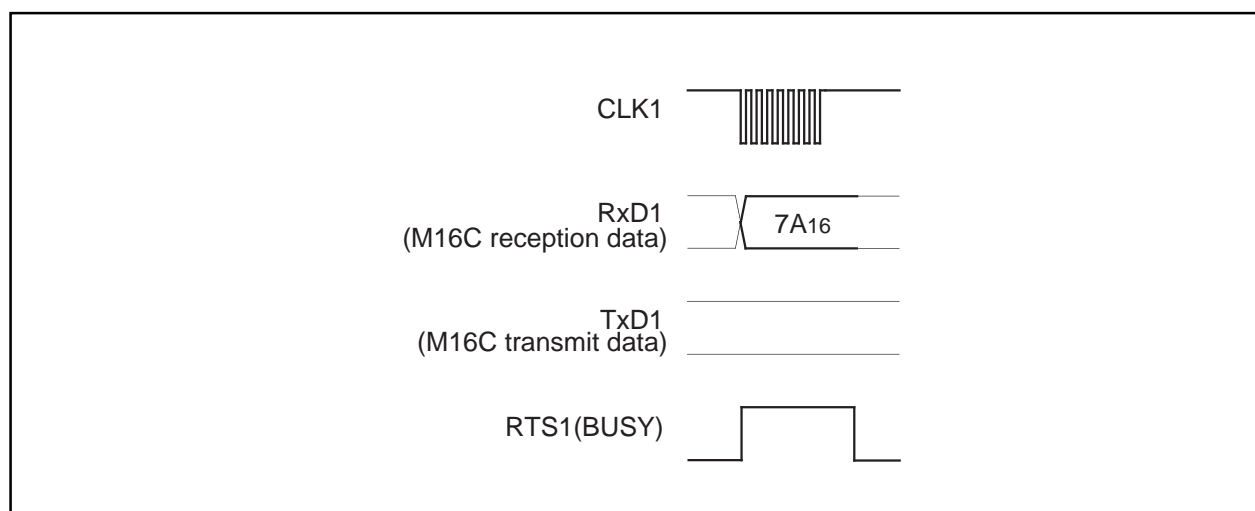 CLK1
RxD1
(M16C reception data)
7A16
TxD1
(M16C transmit data)
RTS1(BUSY)